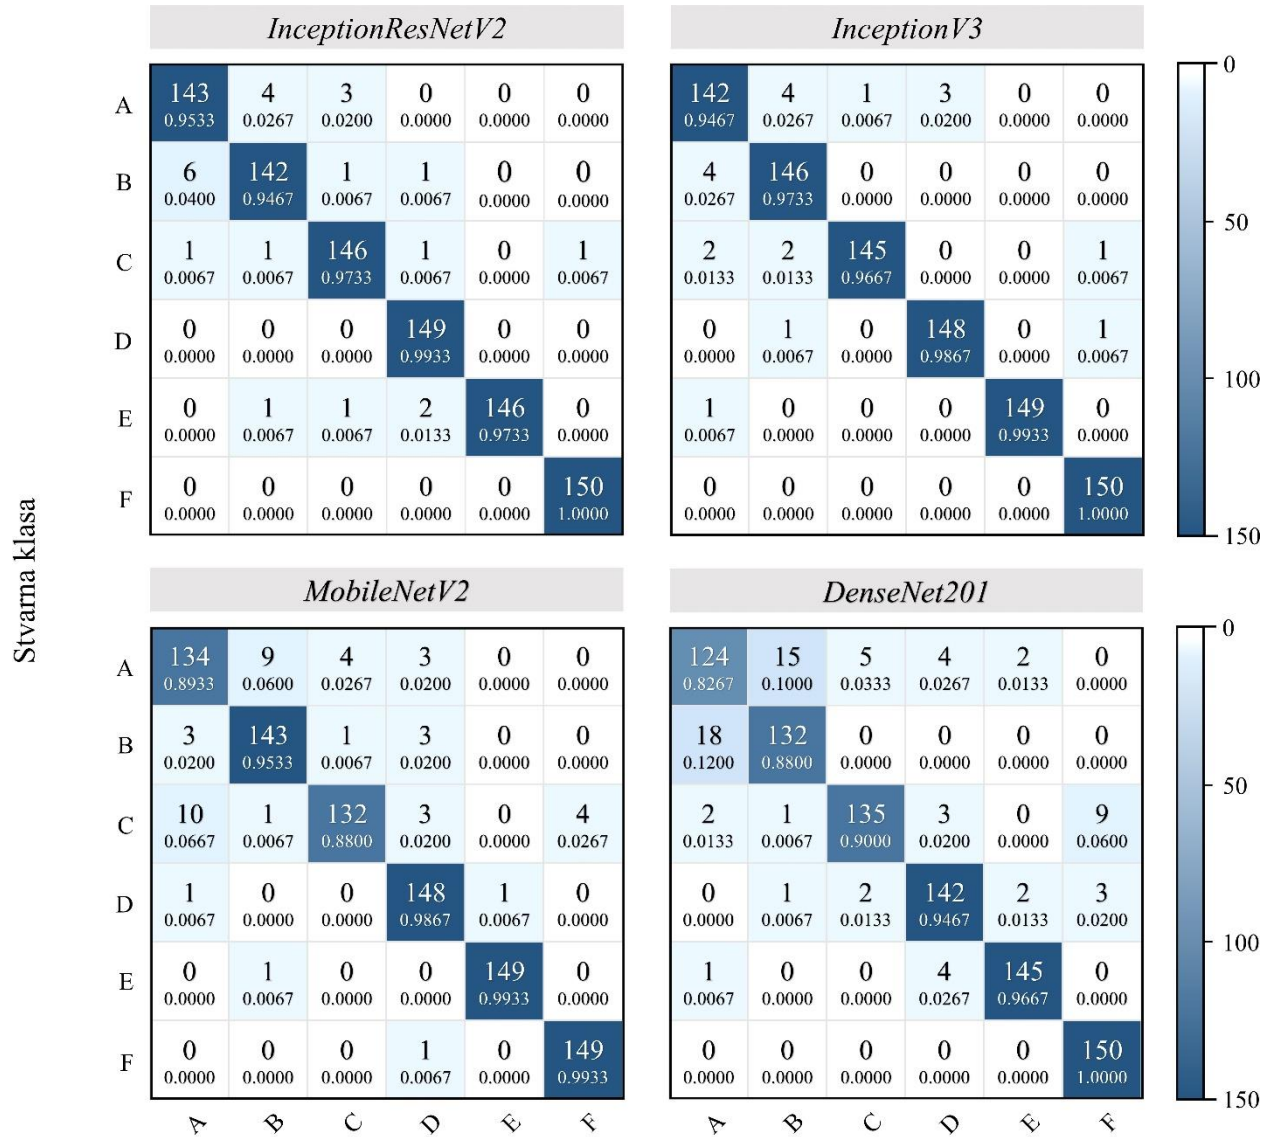 InceptionResNetV2 InceptionV3
A 143 4 3 0 0 0 142 4 1 3 0 0 0
0.9533 0.0267 0.0200 0.0000 0.0000 0.0000 0.9467 0.0267 0.0067 0.0200 0.0000 0.0000
B 6 142 1 1 0 0 4 146 0 0 0 0
0.0400 0.9467 0.0067 0.0067 0.0000 0.0000 0.0267 0.9733 0.0000 0.0000 0.0000 0.0000
50
C 1 1 146 1 0 1 2 2 145 0 0 1
0.0067 0.0067 0.9733 0.0067 0.0000 0.0067 0.0133 0.0133 0.9667 0.0000 0.0000 0.0067
D 0 0 0 149 0 0 0 1 0 148 0 1
0.0000 0.0000 0.0000 0.9933 0.0000 0.0000 0.0000 0.0067 0.0000 0.9867 0.0000 0.0067
100
E 0 1 1 2 146 0 1 0 0 0 149 0
0.0000 0.0067 0.0067 0.0133 0.9733 0.0000 0.0067 0.0000 0.0000 0.0000 0.9933 0.0000
F 0 0 0 0 0 150 0 0 0 0 0 150
0.0000 0.0000 0.0000 0.0000 0.0000 1.0000 0.0000 0.0000 0.0000 0.0000 0.0000 1.0000
150
Stvarna klasa
MobileNetV2 DenseNet201
0
A 134 9 4 3 0 0 124 15 5 4 2 0
0.8933 0.0600 0.0267 0.0200 0.0000 0.0000 0.8267 0.1000 0.0333 0.0267 0.0133 0.0000
B 3 143 1 3 0 0 18 132 0 0 0 0
0.0200 0.9533 0.0067 0.0200 0.0000 0.0000 0.1200 0.8800 0.0000 0.0000 0.0000 0.0000
50
C 10 1 132 3 0 4 2 1 135 3 0 9
0.0667 0.0067 0.8800 0.0200 0.0000 0.0267 0.0133 0.0067 0.9000 0.0200 0.0000 0.0600
D 1 0 0 148 1 0 0 1 2 142 2 3
0.0067 0.0000 0.0000 0.9867 0.0067 0.0000 0.0000 0.0067 0.0133 0.9467 0.0133 0.0200
100
E 0 1 0 0 149 0 1 0 0 4 145 0
0.0000 0.0067 0.0000 0.0000 0.9933 0.0000 0.0067 0.0000 0.0000 0.0267 0.9667 0.0000
F 0 0 0 1 0 149 0 0 0 0 0 150
0.0000 0.0000 0.0000 0.0067 0.0000 0.9933 0.0000 0.0000 0.0000 0.0000 0.0000 1.0000
150
A B C D E F A B C D E F